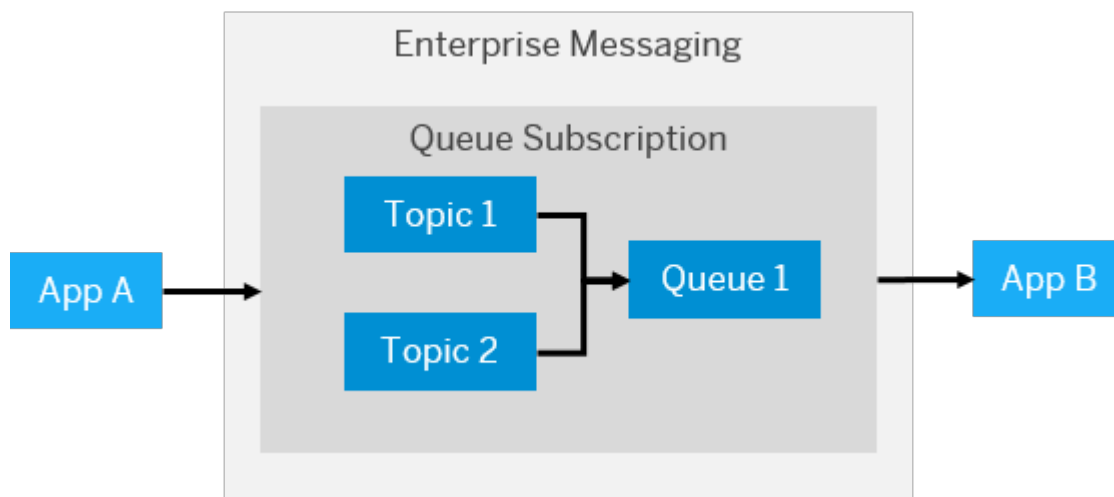 Enterprise Messaging
Queue Subscription
Topic 1
App A
Queue 1
App B
Topic 2